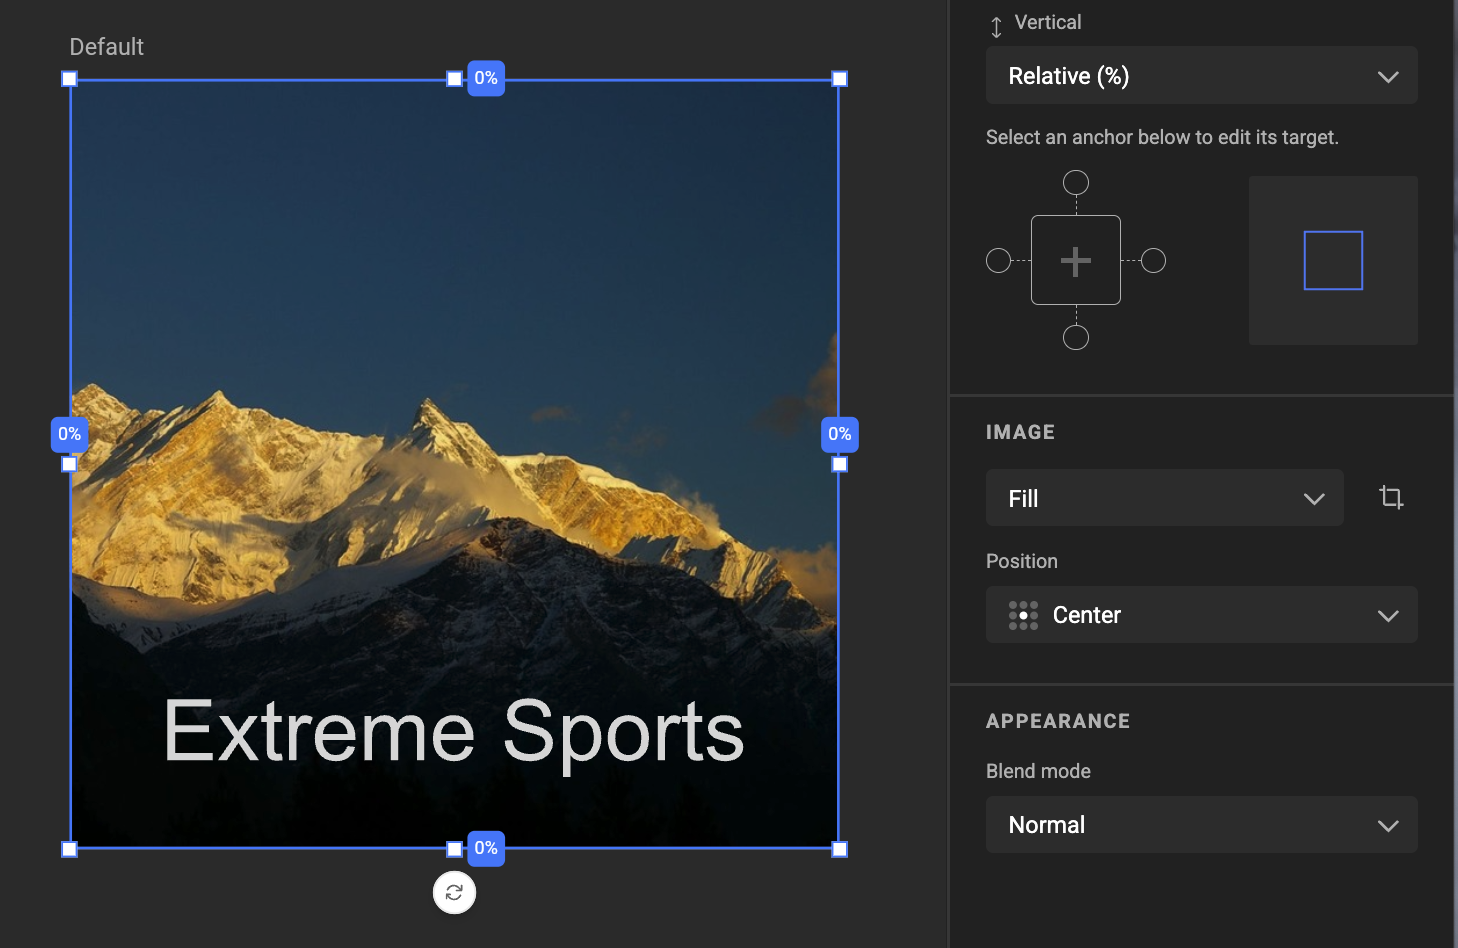 Default
0%
0%
0%
Extreme Sports
0%
Vertical
Relative (%)
Select an anchor below to edit its target.
IMAGE
Fill
Position
Center
APPEARANCE
Blend mode
Normal